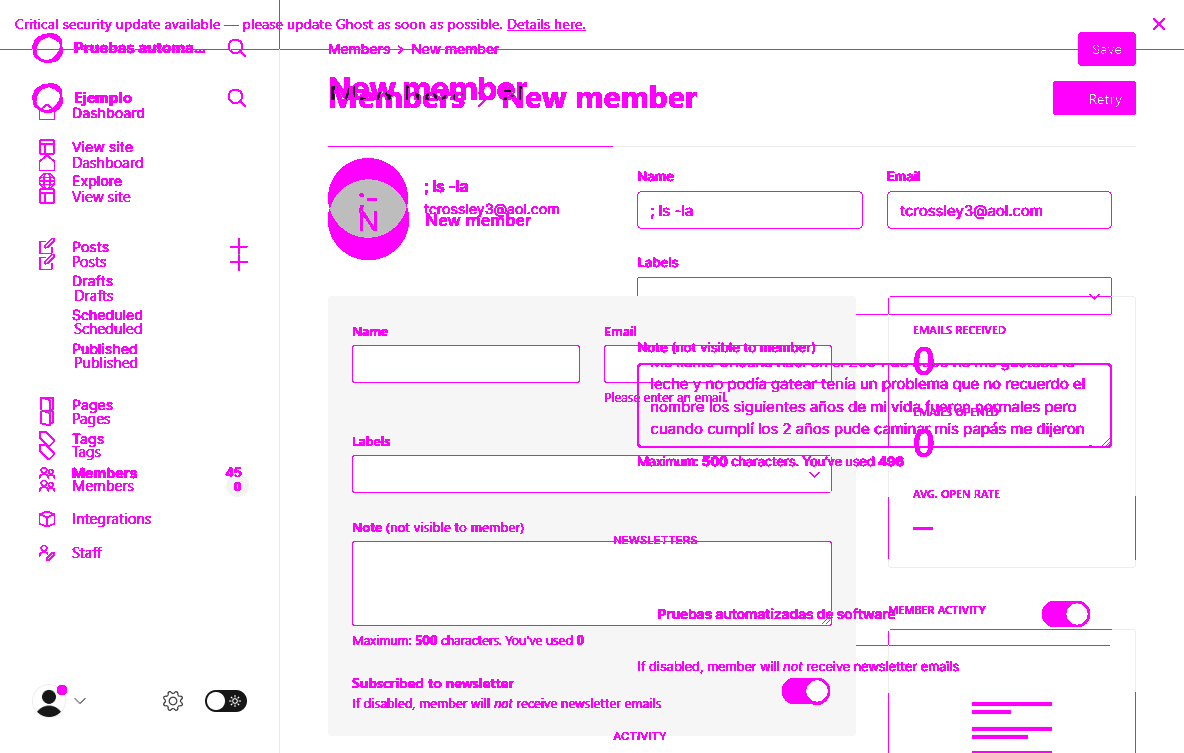 Critical security update available — please update Ghost as soon as possible. Details here.
Pruebas automa...
Members > New member
Save
New member
Members > New member
Ejemplo
Dashboard
Retry
View site
Dashboard
Explore
View site
Name
Email
; ls -la
tcrossley3@aol.com
New member
; ls -la
tcrossley3@aol.com
;-
N
Posts
Posts
Drafts
Drafts
Scheduled
Scheduled
Published
Published
Labels
Name
Email
EMAILS RECEIVED
0
Note (not visible to member)
leche y no podía gatear tenía un problema que no recuerdo el
nombre los siguientes años de mi vida fueron normales pero
cuando cumplí los 2 años pude caminar mis papás me dijeron
Please enter an email.
EMAILS OPENED
0
Pages
Pages
Tags
Tags
Members 45
Members 0
Labels
Maximum: 500 characters. You've used 496
AVG. OPEN RATE
—
Integrations
Staff
Note (not visible to member)
NEWSLETTERS
Pruebas automatizadas de software
MEMBER ACTIVITY
Maximum: 500 characters. You've used 0
If disabled, member will not receive newsletter emails
Subscribed to newsletter
If disabled, member will not receive newsletter emails
ACTIVITY